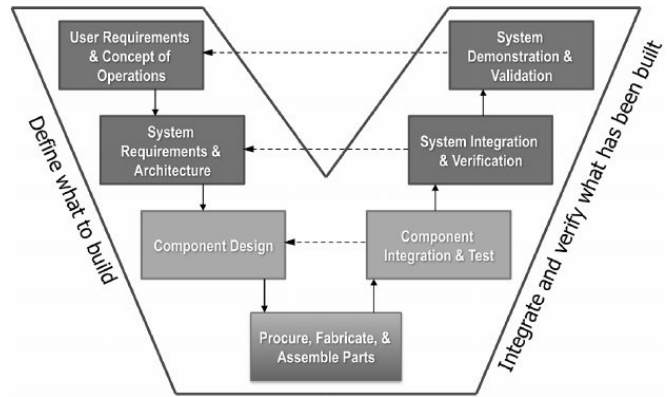 User Requirements
& Concept of
Operations
System
Demonstration &
Validation
System
Requirements &
Architecture
System Integration
& Verification
Component Design
Component
Integration & Test
Procure, Fabricate, &
Assemble Parts
Define what to build
Integrate and verify what has been built